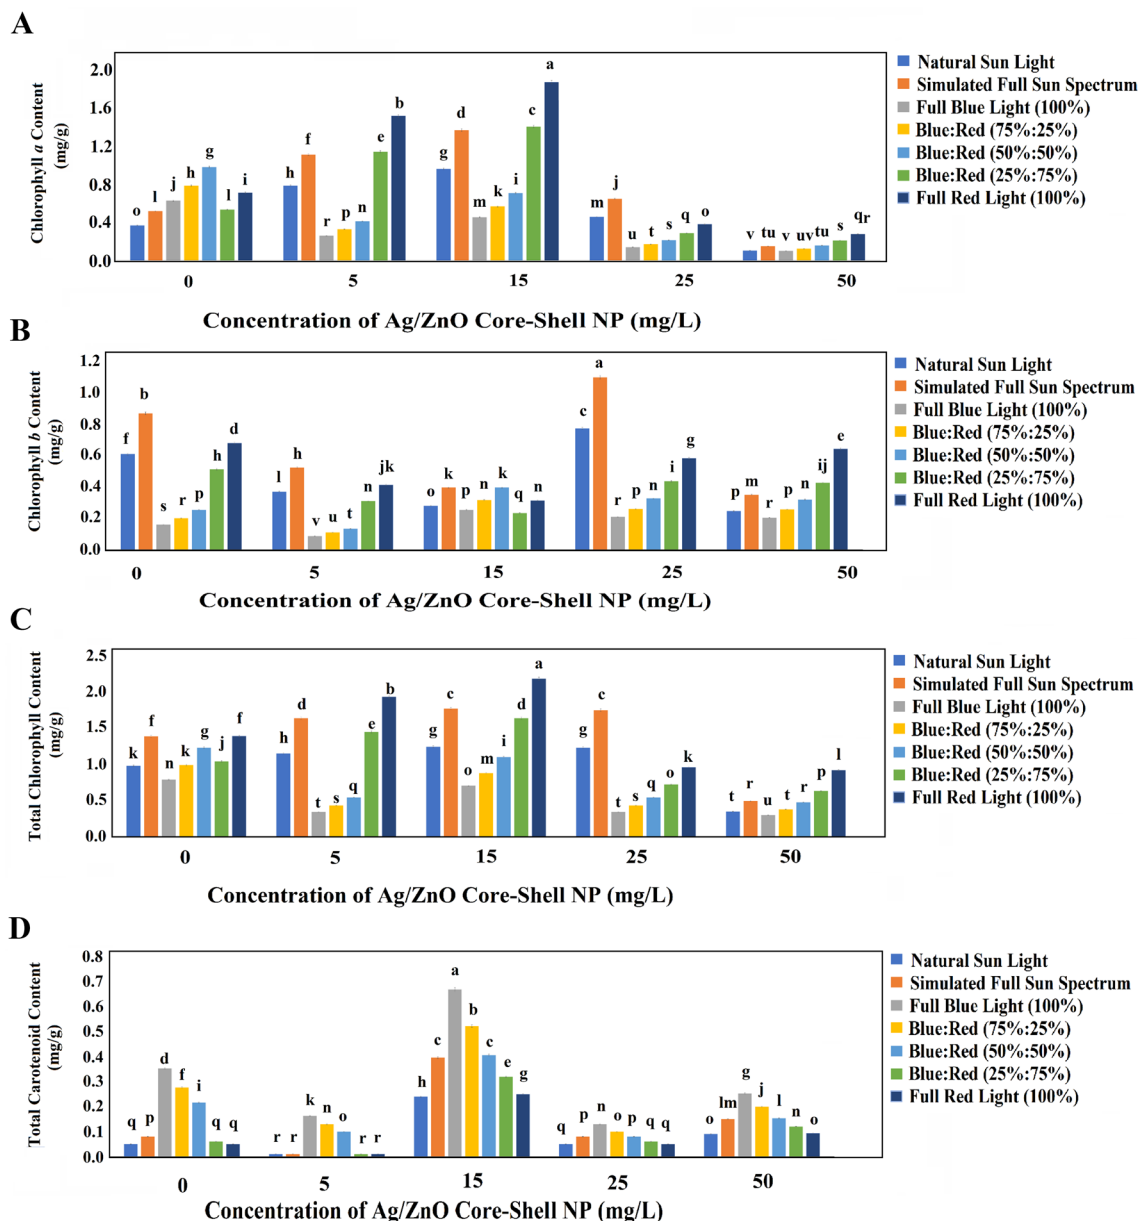 A
Chlorophyll a Content
(mg/g)
2.0
1.6
1.2
0.8
0.4
0.0
o l j h g l i
h f r p n e b
g d m k i c a
m j u t s q o
v tu v uv tu s qr
0 5 15 25 50
Concentration of Ag/ZnO Core-Shell NP (mg/L)
Natural Sun Light
Simulated Full Sun Spectrum
Full Blue Light (100%)
Blue:Red (75%:25%)
Blue:Red (50%:50%)
Blue:Red (25%:75%)
Full Red Light (100%)
B
Chlorophyll b Content
(mg/g)
1.2
1.0
0.8
0.6
0.4
0.2
0.0
f b s r p h d
l h v u t n jk
o k p n k q n
c a r p n i g
p m r p n ij e
0 5 15 25 50
Concentration of Ag/ZnO Core-Shell NP (mg/L)
Natural Sun Light
Simulated Full Sun Spectrum
Full Blue Light (100%)
Blue:Red (75%:25%)
Blue:Red (50%:50%)
Blue:Red (25%:75%)
Full Red Light (100%)
C
Total Chlorophyll Content
(mg/g)
2.5
2.0
1.5
1.0
0.5
0.0
k f n k g j f
h d t s q e b
g c o m i d a
g c t s q o k
t r u t r p l
0 5 15 25 50
Concentration of Ag/ZnO Core-Shell NP (mg/L)
Natural Sun Light
Simulated Full Sun Spectrum
Full Blue Light (100%)
Blue:Red (75%:25%)
Blue:Red (50%:50%)
Blue:Red (25%:75%)
Full Red Light (100%)
D
Total Carotenoid Content
(mg/g)
0.8
0.7
0.6
0.5
0.4
0.3
0.2
0.1
0.0
q p d f i q q
r r k n o r r
h c a b c e g
q p n o p q q
o lm g j l n o
0 5 15 25 50
Concentration of Ag/ZnO Core-Shell NP (mg/L)
Natural Sun Light
Simulated Full Sun Spectrum
Full Blue Light (100%)
Blue:Red (75%:25%)
Blue:Red (50%:50%)
Blue:Red (25%:75%)
Full Red Light (100%)